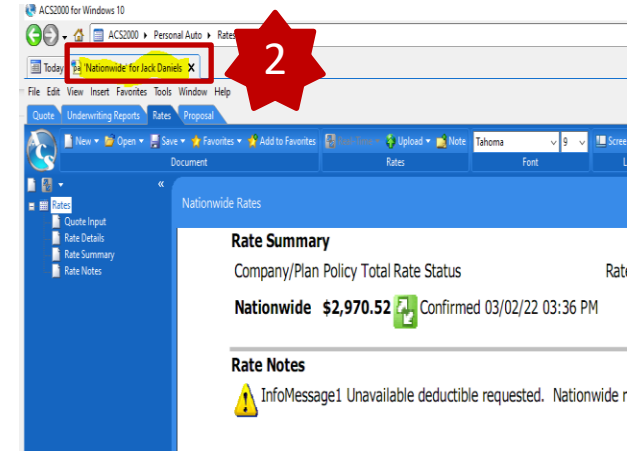 ACS2000 for Windows 10
ACS2000 Personal Auto Rates
Today 'Nationwide' for Jack Daniels X
2
File Edit View Insert Favorites Tools Window Help
Quote Underwriting Reports Rates Proposal
New Open Save Favorites Add to Favorites Upload Note Tahoma 9 Scree
Document Rates Font L
«
Rates
Quote Input
Rate Details
Rate Summary
Rate Notes
Nationwide Rates
Rate Summary
Company/Plan Policy Total Rate Status Rate
Nationwide $2,970.52 Confirmed 03/02/22 03:36 PM
Rate Notes
InfoMessage1 Unavailable deductible requested. Nationwide r